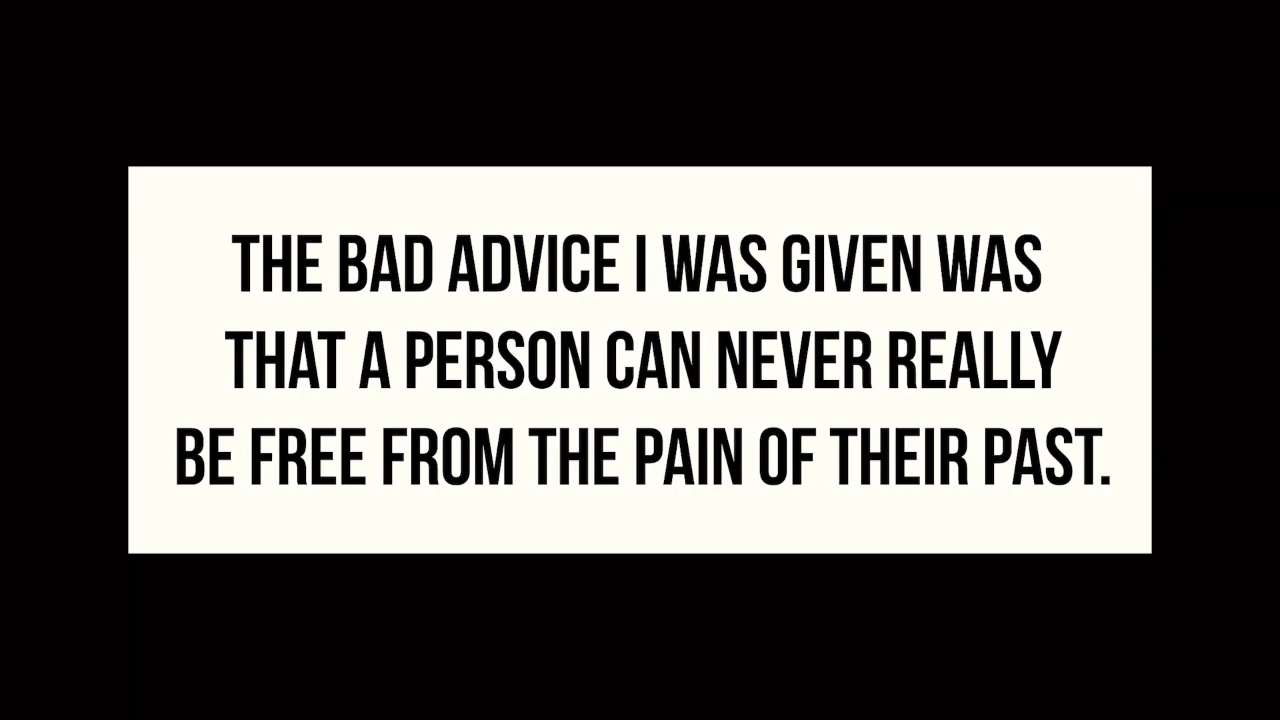 THE BAD ADVICE I WAS GIVEN WAS
THAT A PERSON CAN NEVER REALLY
BE FREE FROM THE PAIN OF THEIR PAST.